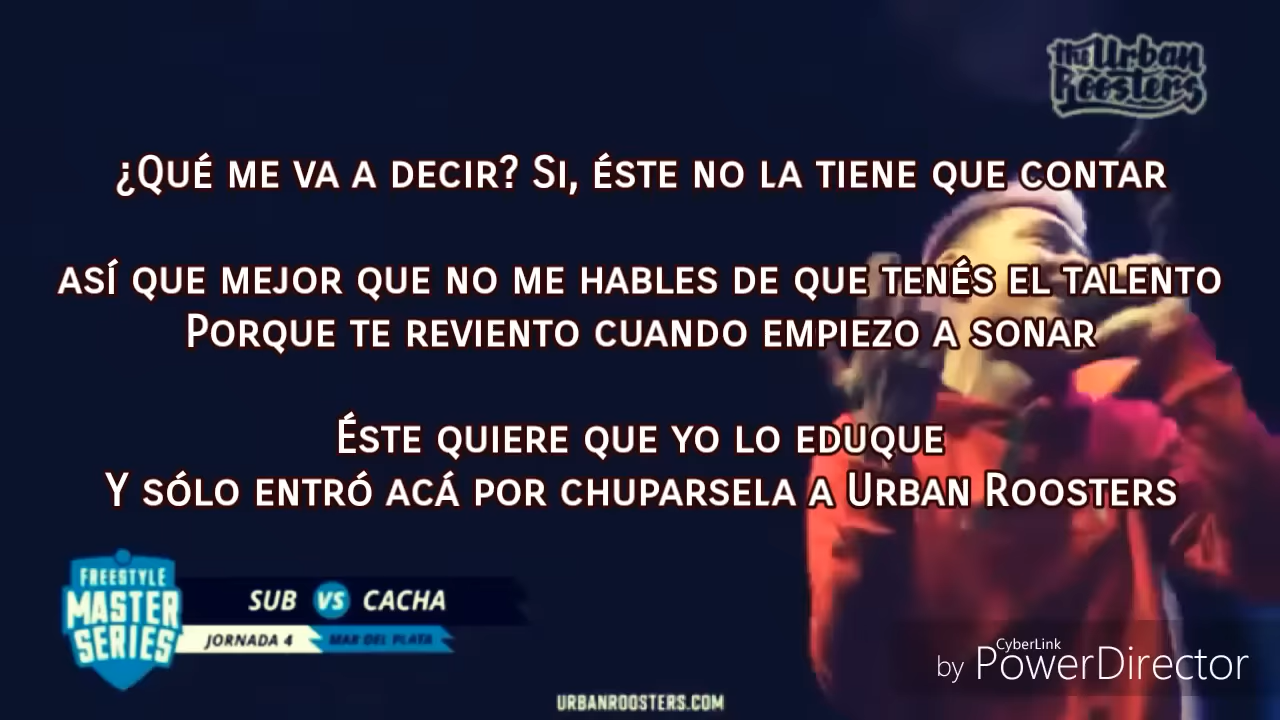 The Urban
Roosters
¿Qué me va a decir? Si, éste no la tiene que contar
así que mejor que no me hables de que tenés el talento
Porque te reviento cuando empiezo a sonar
Éste quiere que yo lo eduque
Y sólo entró acá por chuparsela a Urban Roosters
FREESTYLE
MASTER
SERIES
SUB VS CACHA
JORNADA 4 MAR DEL PLATA
CyberLink
by PowerDirector
URBANROOSTERS.COM